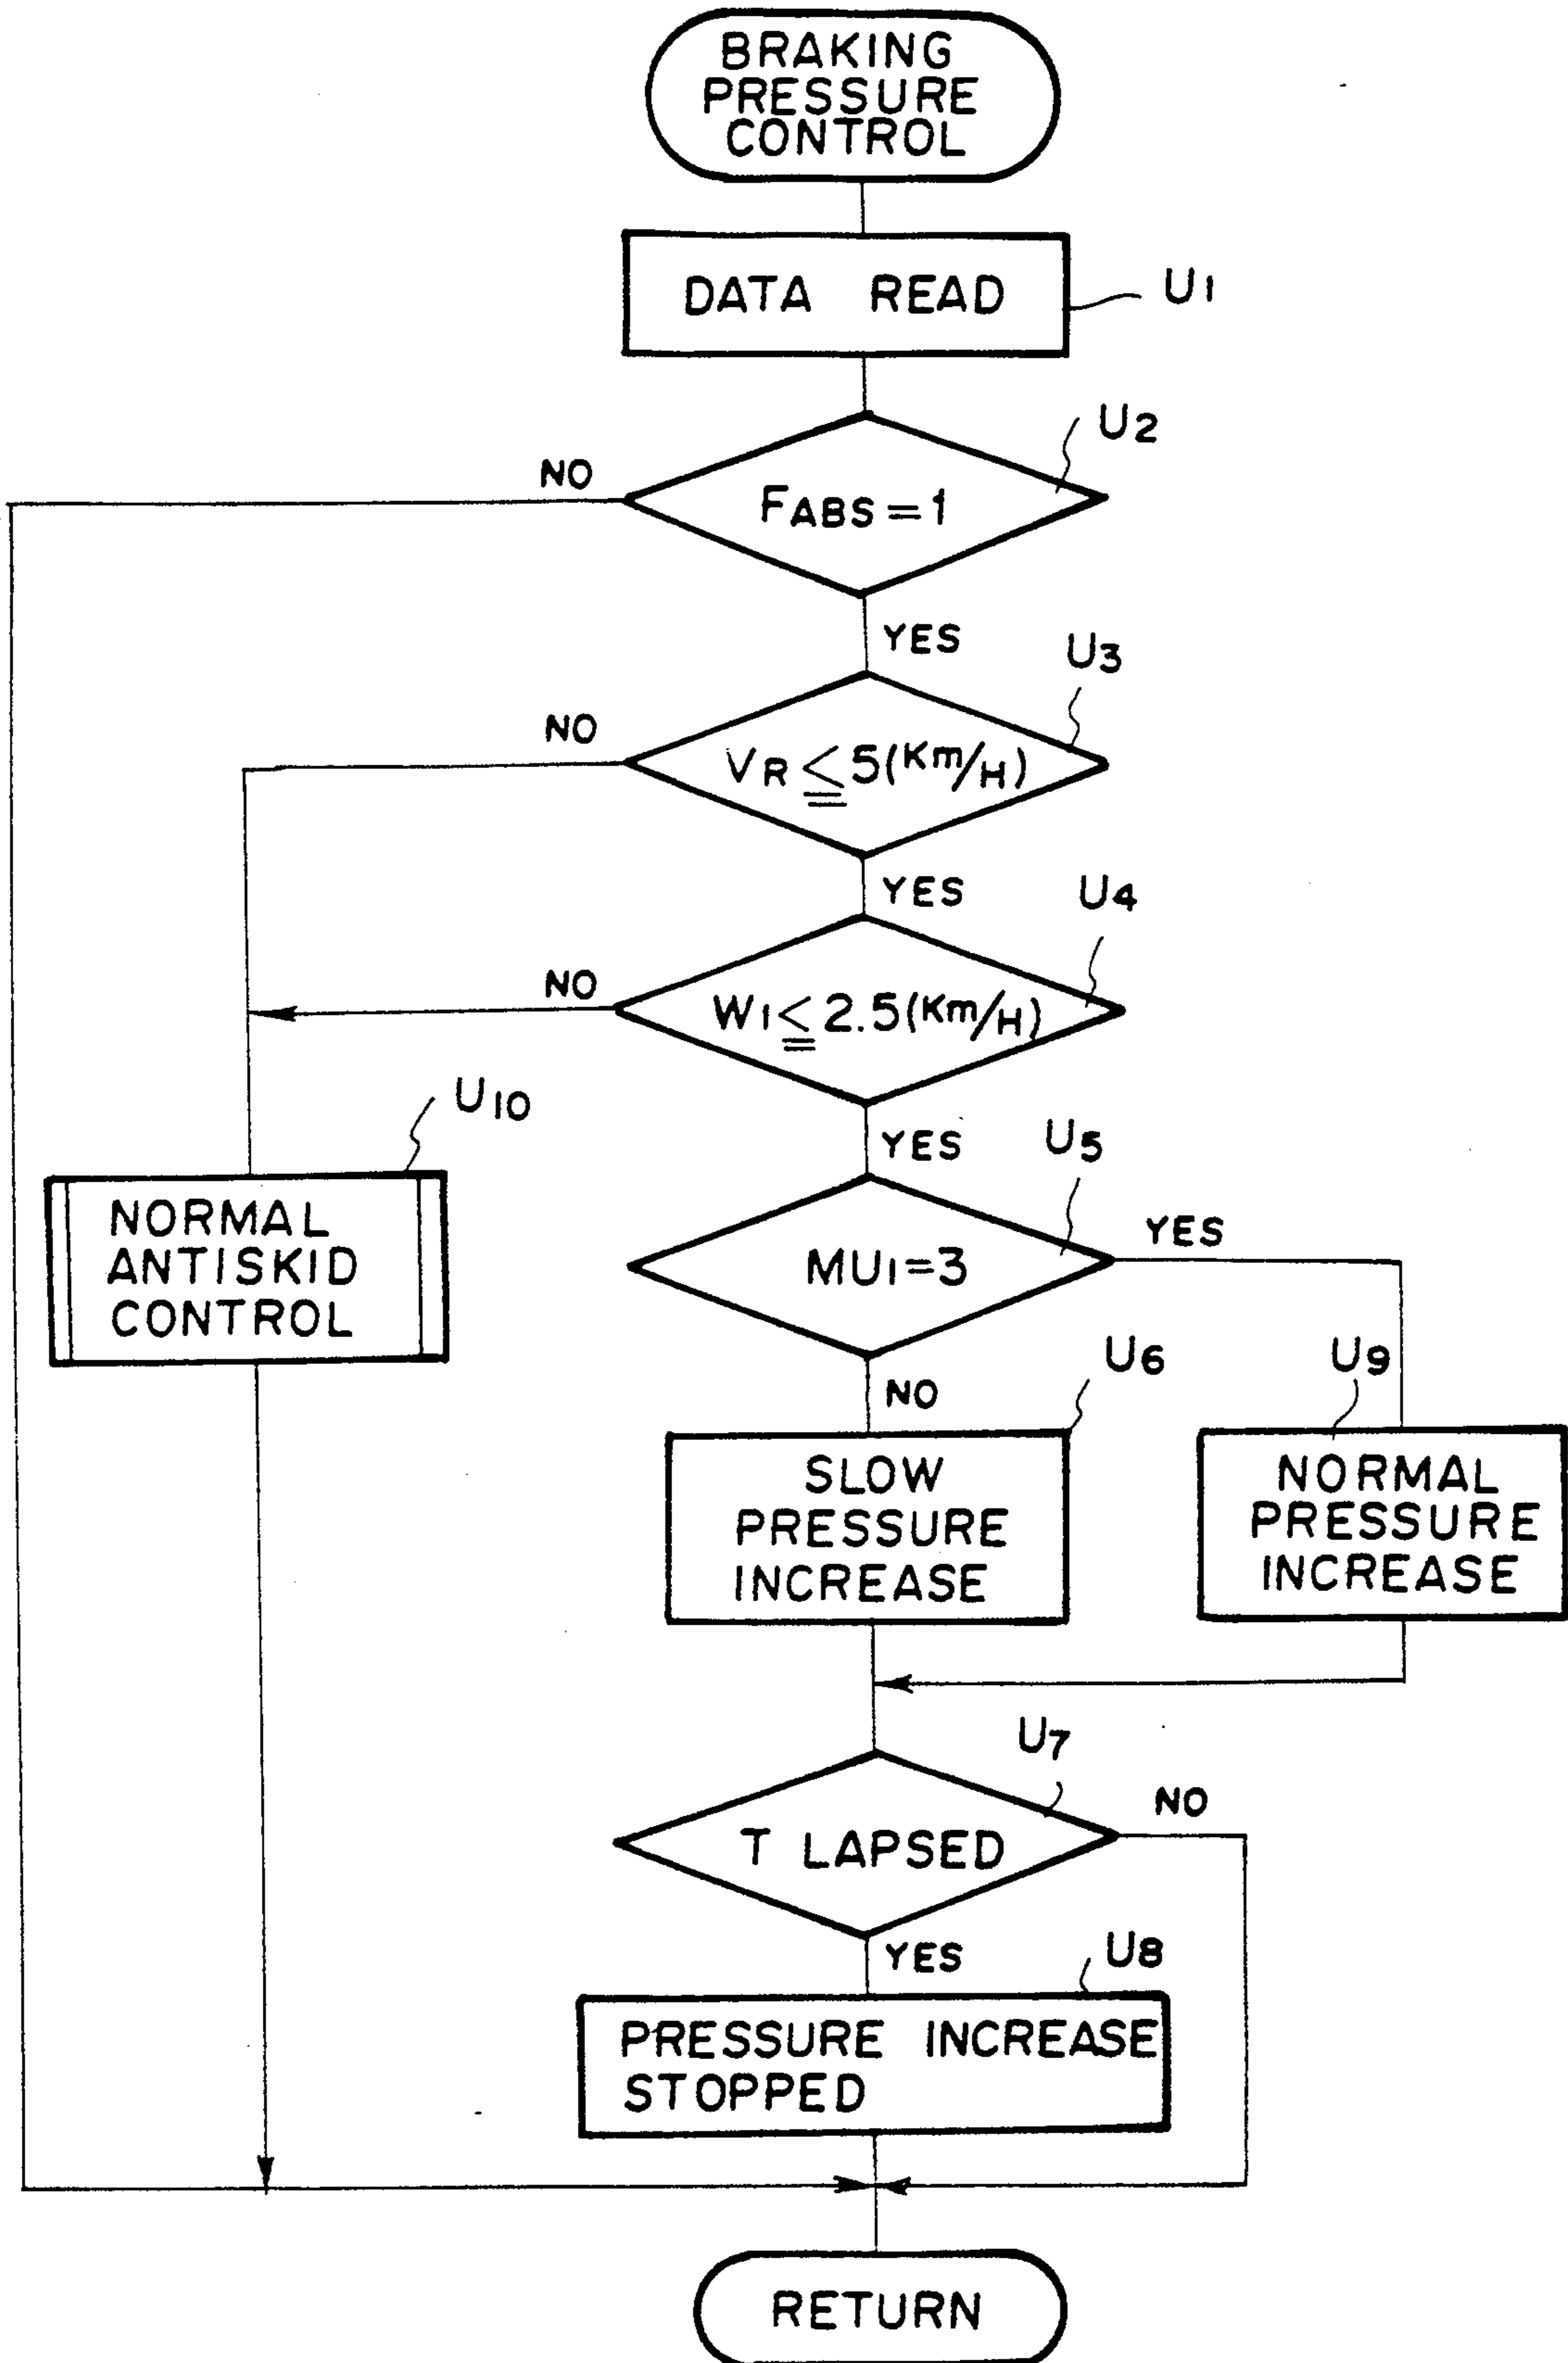 BRAKING
PRESSURE
CONTROL
DATA READ
U1
U2
NO
FABS=1
YES
U3
NO
VR≦5(Km/H)
YES
U4
NO
W1≦2.5(Km/H)
U10
YES
U5
NORMAL
ANTISKID
CONTROL
YES
MU1=3
U6
U9
NO
SLOW
PRESSURE
INCREASE
NORMAL
PRESSURE
INCREASE
U7
NO
T LAPSED
YES
U8
PRESSURE INCREASE
STOPPED
RETURN